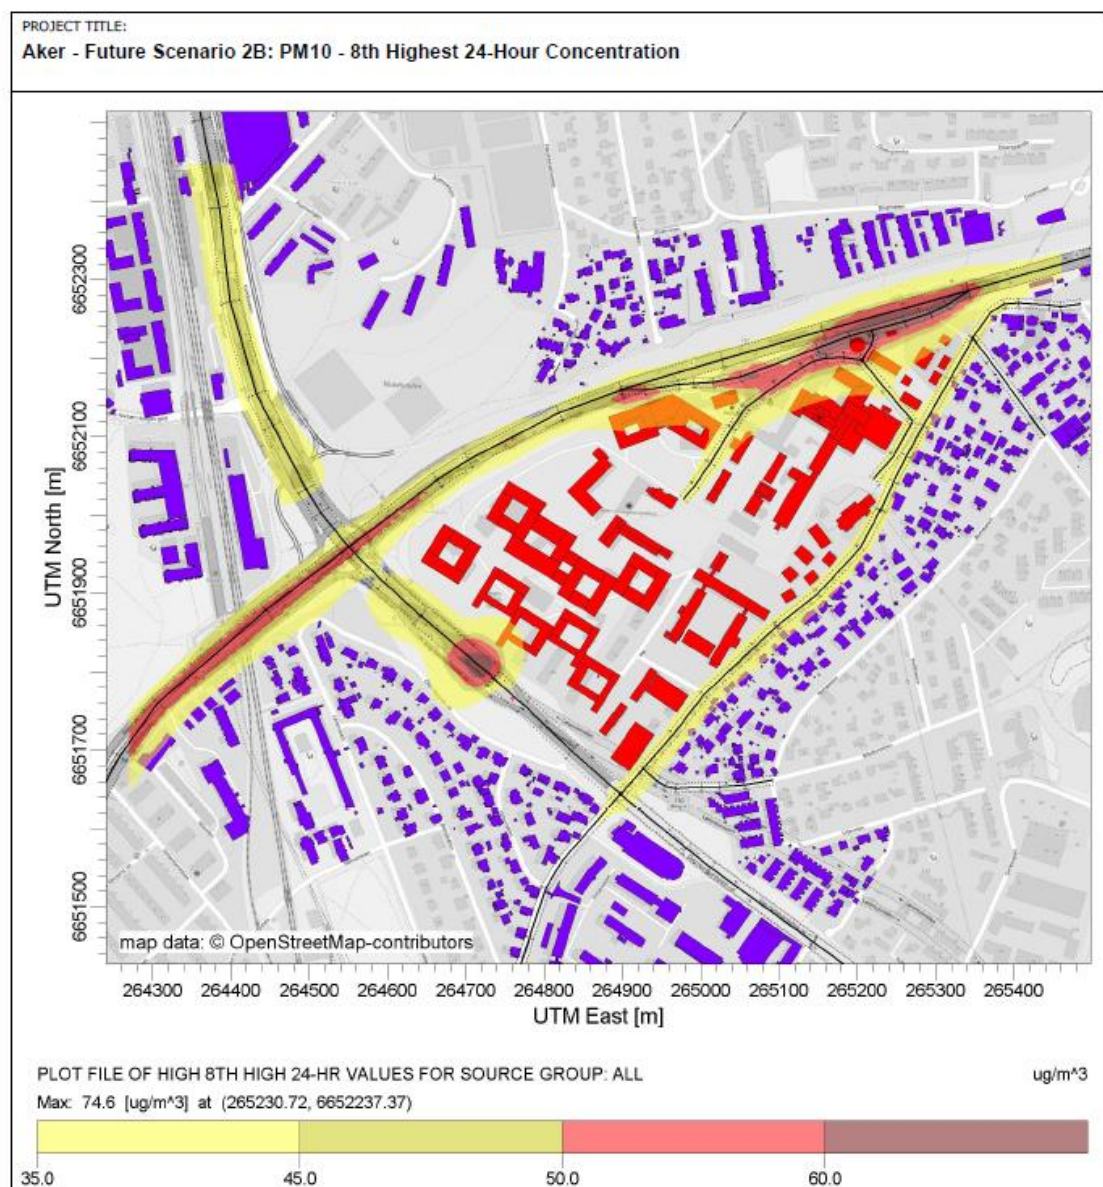 PROJECT TITLE:
Aker - Future Scenario 2B: PM10 - 8th Highest 24-Hour Concentration
UTM North [m]
6652300
6652100
6651900
6651700
6651500
map data: © OpenStreetMap-contributors
264300 264400 264500 264600 264700 264800 264900 265000 265100 265200 265300 265400
UTM East [m]
PLOT FILE OF HIGH 8TH HIGH 24-HR VALUES FOR SOURCE GROUP: ALL
ug/m^3
Max: 74.6 [ug/m^3] at (265230.72, 6652237.37)
35.0 45.0 50.0 60.0